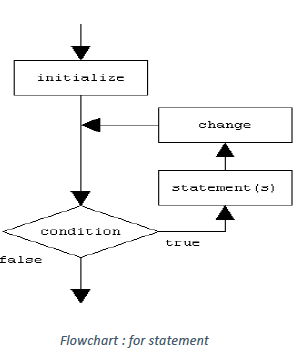 initialize
change
statement(s)
condition
true
false
Flowchart : for statement